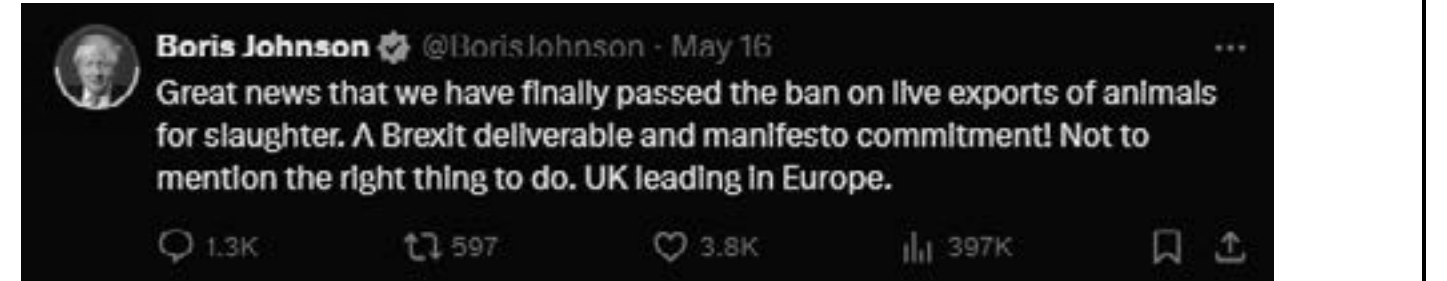 Boris Johnson @BorisJohnson · May 16
Great news that we have finally passed the ban on live exports of animals
for slaughter. A Brexit deliverable and manifesto commitment! Not to
mention the right thing to do. UK leading in Europe.
1.3K 597 3.8K 397K